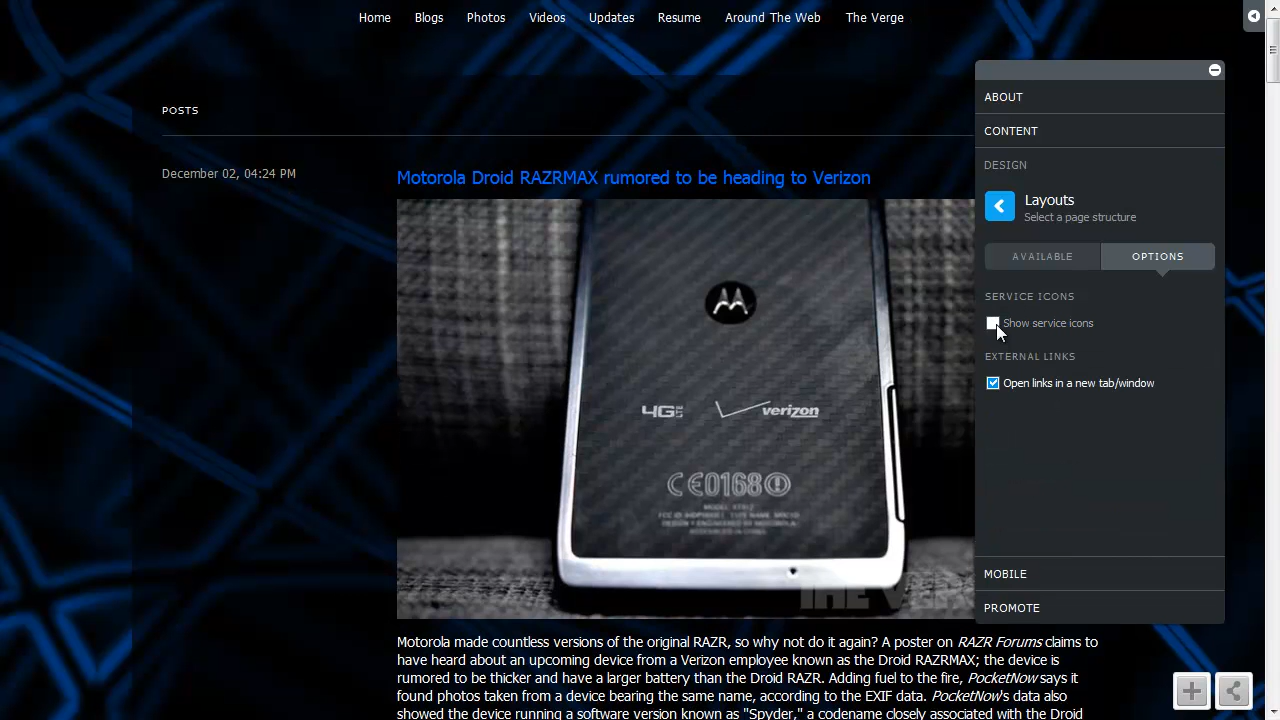 Home Blogs Photos Videos Updates Resume Around The Web The Verge
POSTS
December 02, 04:24 PM
Motorola Droid RAZRMAX rumored to be heading to Verizon
4G LTE verizon
CE0168
THE VE
Motorola made countless versions of the original RAZR, so why not do it again? A poster on RAZR Forums claims to
have heard about an upcoming device from a Verizon employee known as the Droid RAZRMAX; the device is
rumored to be thicker and have a larger battery than the Droid RAZR. Adding fuel to the fire, PocketNow says it
found photos taken from a device bearing the same name, according to the EXIF data. PocketNow's data also
showed the device running a software version known as "Spyder," a codename closely associated with the Droid
ABOUT
CONTENT
DESIGN
Layouts
Select a page structure
AVAILABLE OPTIONS
SERVICE ICONS
Show service icons
EXTERNAL LINKS
Open links in a new tab/window
MOBILE
PROMOTE